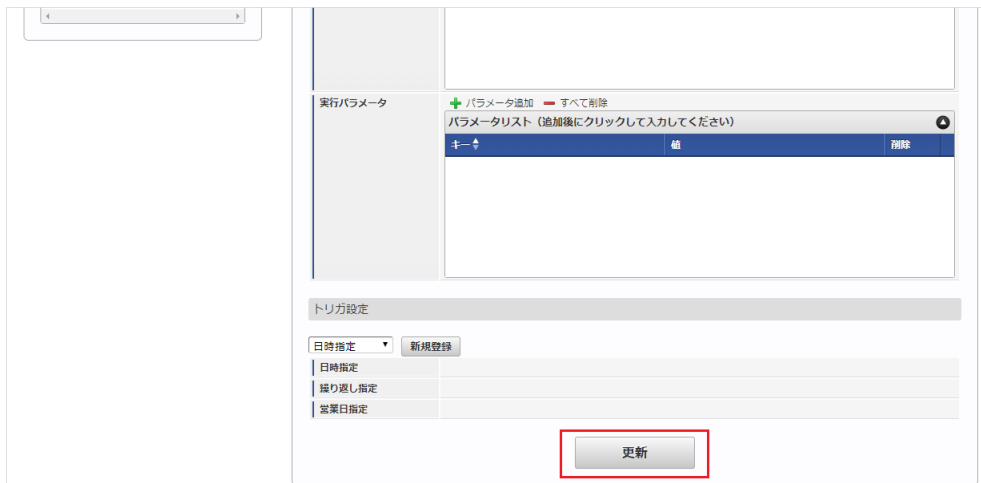 実行パラメータ
パラメータ追加 すべて削除
パラメータリスト（追加後にクリックして入力してください）
キー 値 削除
トリガ設定
日時指定 新規登録
日時指定
繰り返し指定
営業日指定
更新